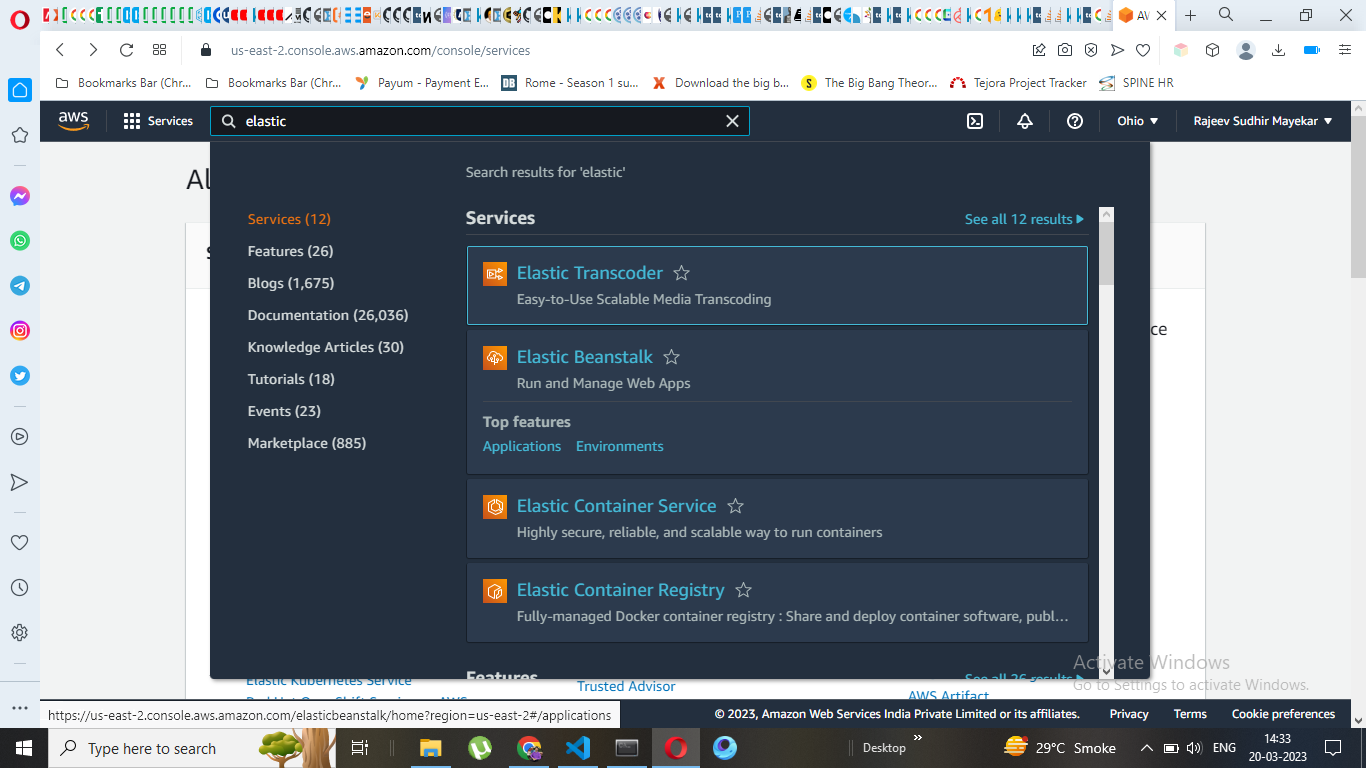 AV
us-east-2.console.aws.amazon.com/console/services
Bookmarks Bar (Chr...
Bookmarks Bar (Chr...
Payum - Payment E...
DB
Rome - Season 1 su...
X
Download the big b...
S
The Big Bang Theor...
Tejora Project Tracker
SPINE HR
aws
Services
elastic
Ohio
Rajeev Sudhir Mayekar
Al
Search results for 'elastic'
Services (12)
Features (26)
Blogs (1,675)
Documentation (26,036)
Knowledge Articles (30)
Tutorials (18)
Events (23)
Marketplace (885)
Services
See all 12 results
Elastic Transcoder
Easy-to-Use Scalable Media Transcoding
Elastic Beanstalk
Run and Manage Web Apps
Top features
Applications
Environments
Elastic Container Service
Highly secure, reliable, and scalable way to run containers
Elastic Container Registry
Fully-managed Docker container registry : Share and deploy container software, publ...
Features
See all 26 results
ce
Elastic Kubernetes Service
Trusted Advisor
AWS Artifact
Activate Windows
Go to Settings to activate Windows.
https://us-east-2.console.aws.amazon.com/elasticbeanstalk/home?region=us-east-2#/applications
© 2023, Amazon Web Services India Private Limited or its affiliates.
Privacy
Terms
Cookie preferences
Type here to search
Desktop
29°C Smoke
ENG
14:33
20-03-2023